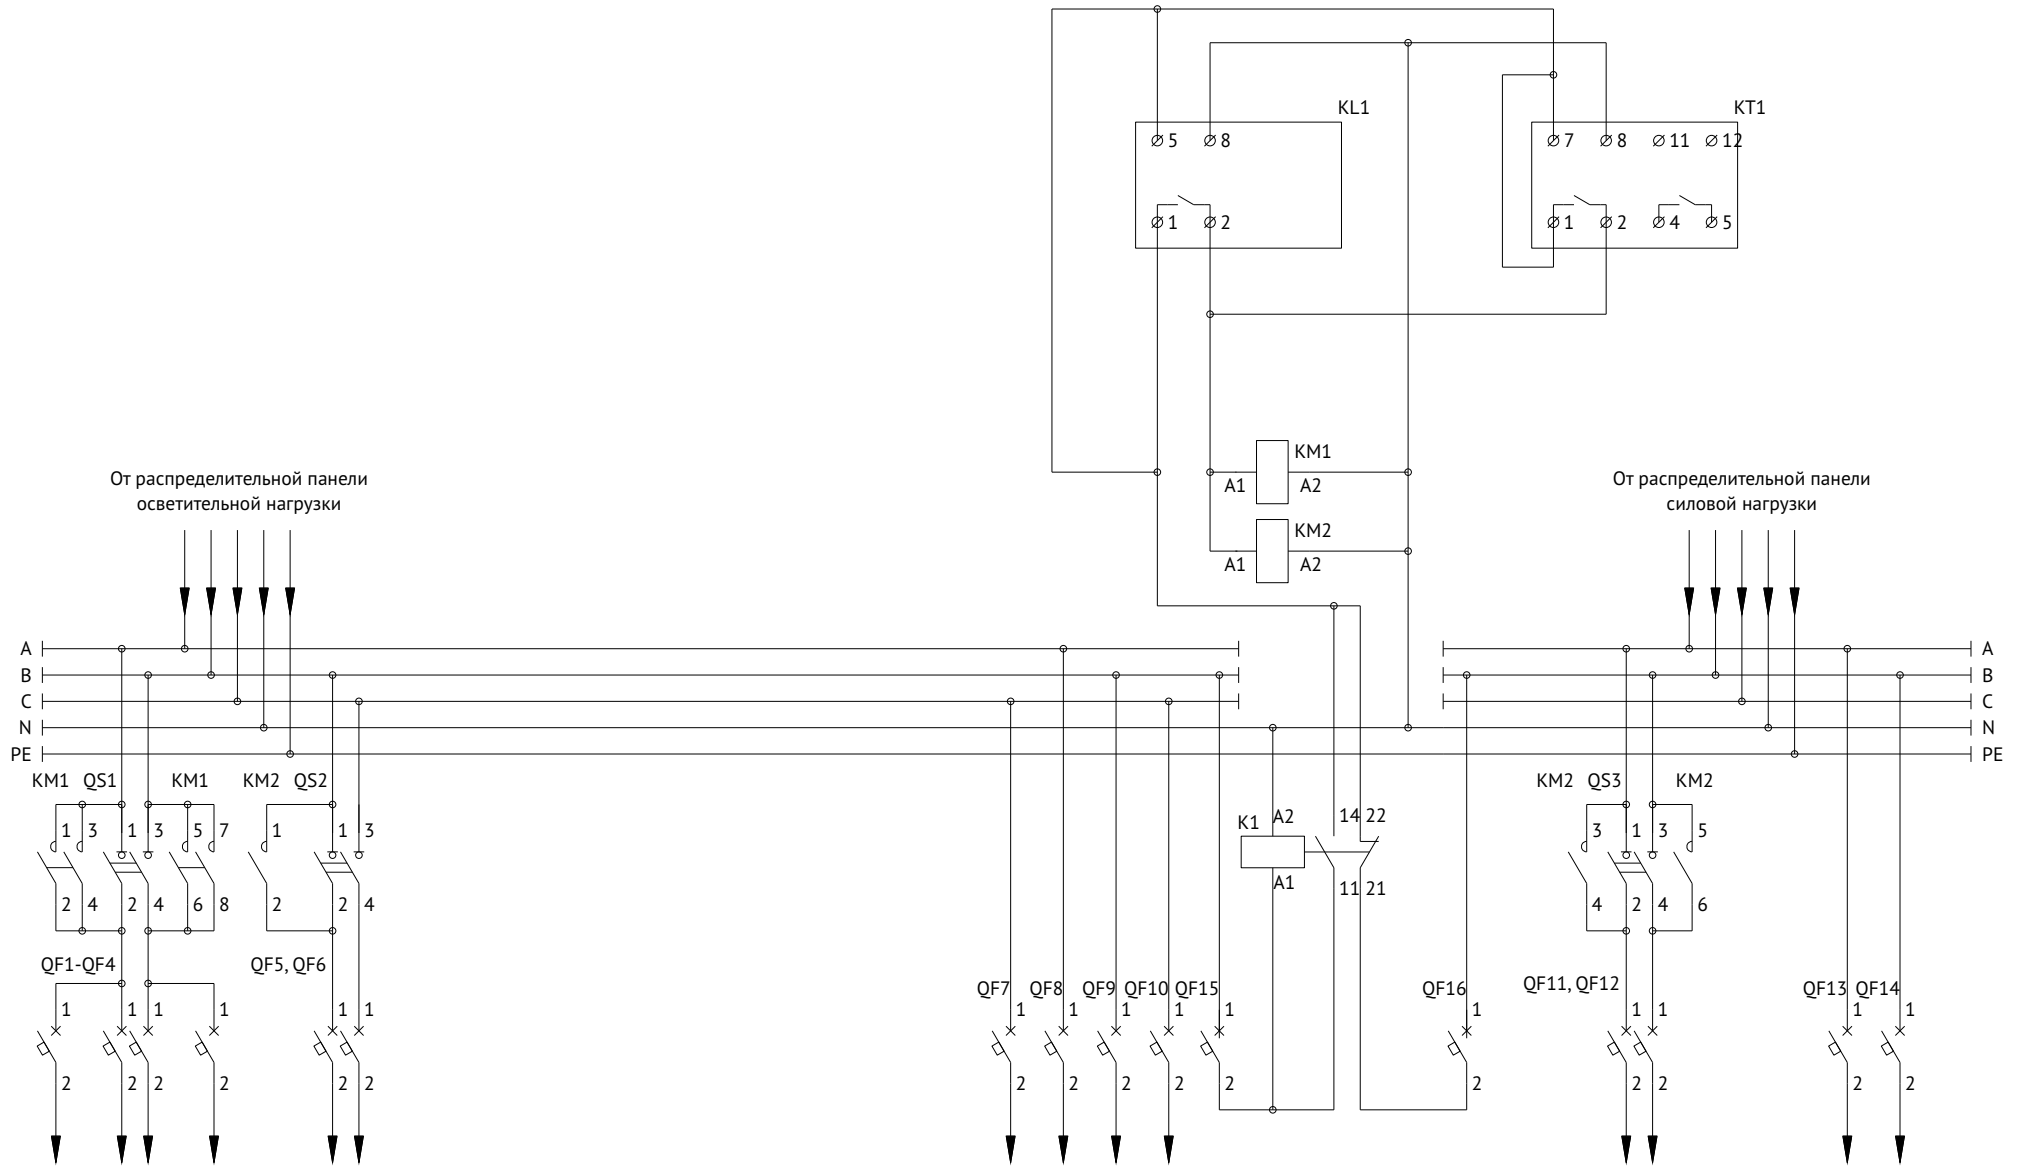 KL1
KT1
5 8
7 8 11 12
1 2
1 2 4 5
KM1
A1 A2
KM2
A1 A2
От распределительной панели
осветительной нагрузки
От распределительной панели
силовой нагрузки
A A
B B
C C
N N
PE PE
KM1 QS1 KM1 KM2 QS2
KM2 QS3 KM2
1 3 1 3 5 7 1 1 3
K1 A2 14 22
3 1 3 5
2 4 2 4 6 8 2 2 4
A1 11 21
4 2 4 6
QF1-QF4 QF5, QF6
QF7 QF8 QF9 QF10 QF15 QF16
QF11, QF12
QF13 QF14
1 1 1 1 1 1 1 1 1 1 1 1 1 1 1 1
2 2 2 2 2 2 2 2 2 2 2 2 2 2 2 2